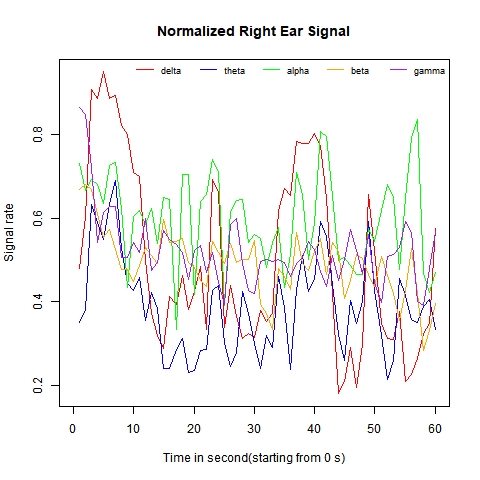 Normalized Right Ear Signal
delta theta alpha beta gamma
Signal rate
0.8
0.6
0.4
0.2
0 10 20 30 40 50 60
Time in second(starting from 0 s)